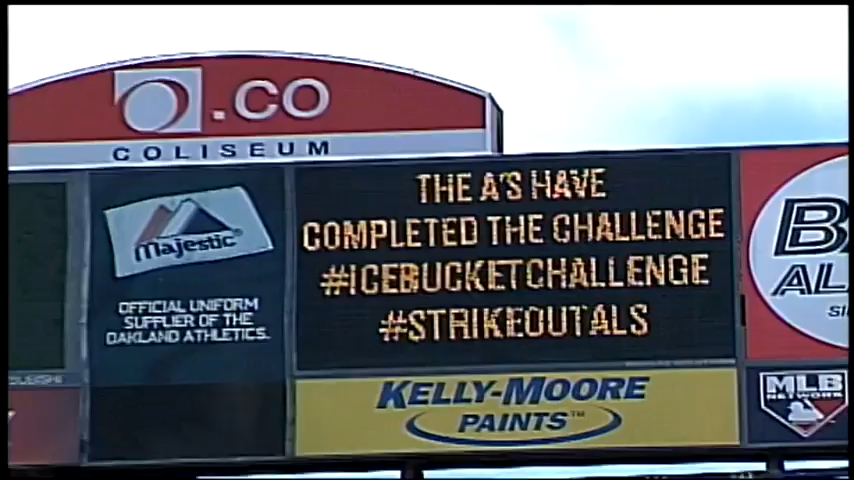 .CO
COLISEUM
THE A'S HAVE
COMPLETED THE CHALLENGE
#ICEBUCKETCHALLENGE
#STRIKEOUTALS
Majestic®
OFFICIAL UNIFORM
SUPPLIER OF THE
OAKLAND ATHLETICS.
KELLY-MOORE
PAINTS™
MLB
NETWORK